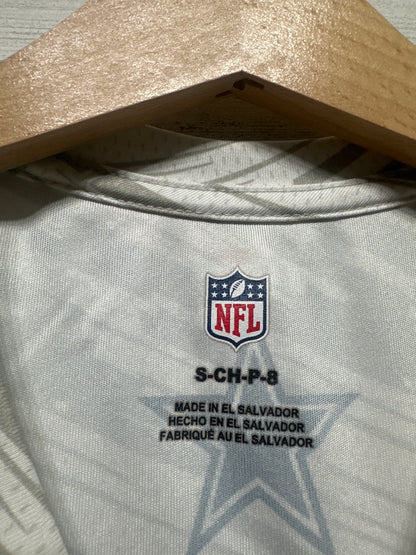 NFL
S-CH-P-8
MADE IN EL SALVADOR
HECHO EN EL SALVADOR
FABRIQUÉ AU EL SALVADOR